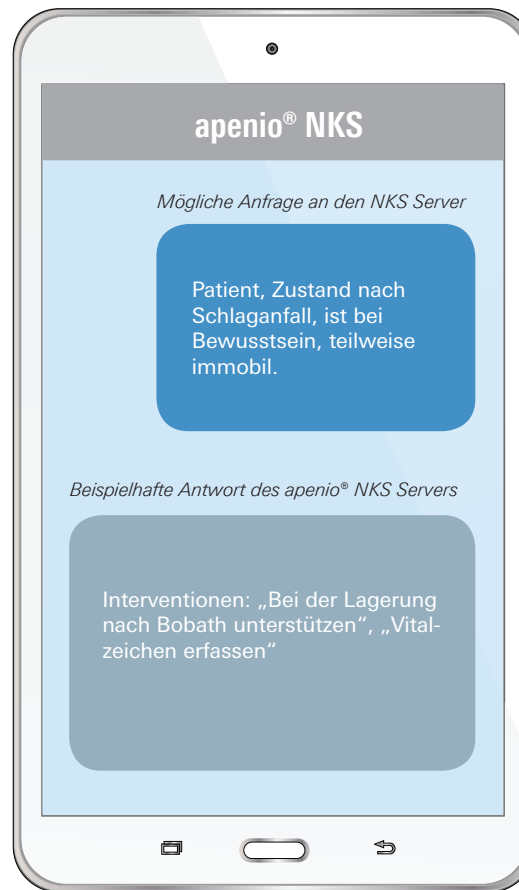 apenio® NKS
Mögliche Anfrage an den NKS Server
Patient, Zustand nach
Schlaganfall, ist bei
Bewusstsein, teilweise
immobil.
Beispielhafte Antwort des apenio® NKS Servers
Interventionen: „Bei der Lagerung
nach Bobath unterstützen“, „Vital-
zeichen erfassen“